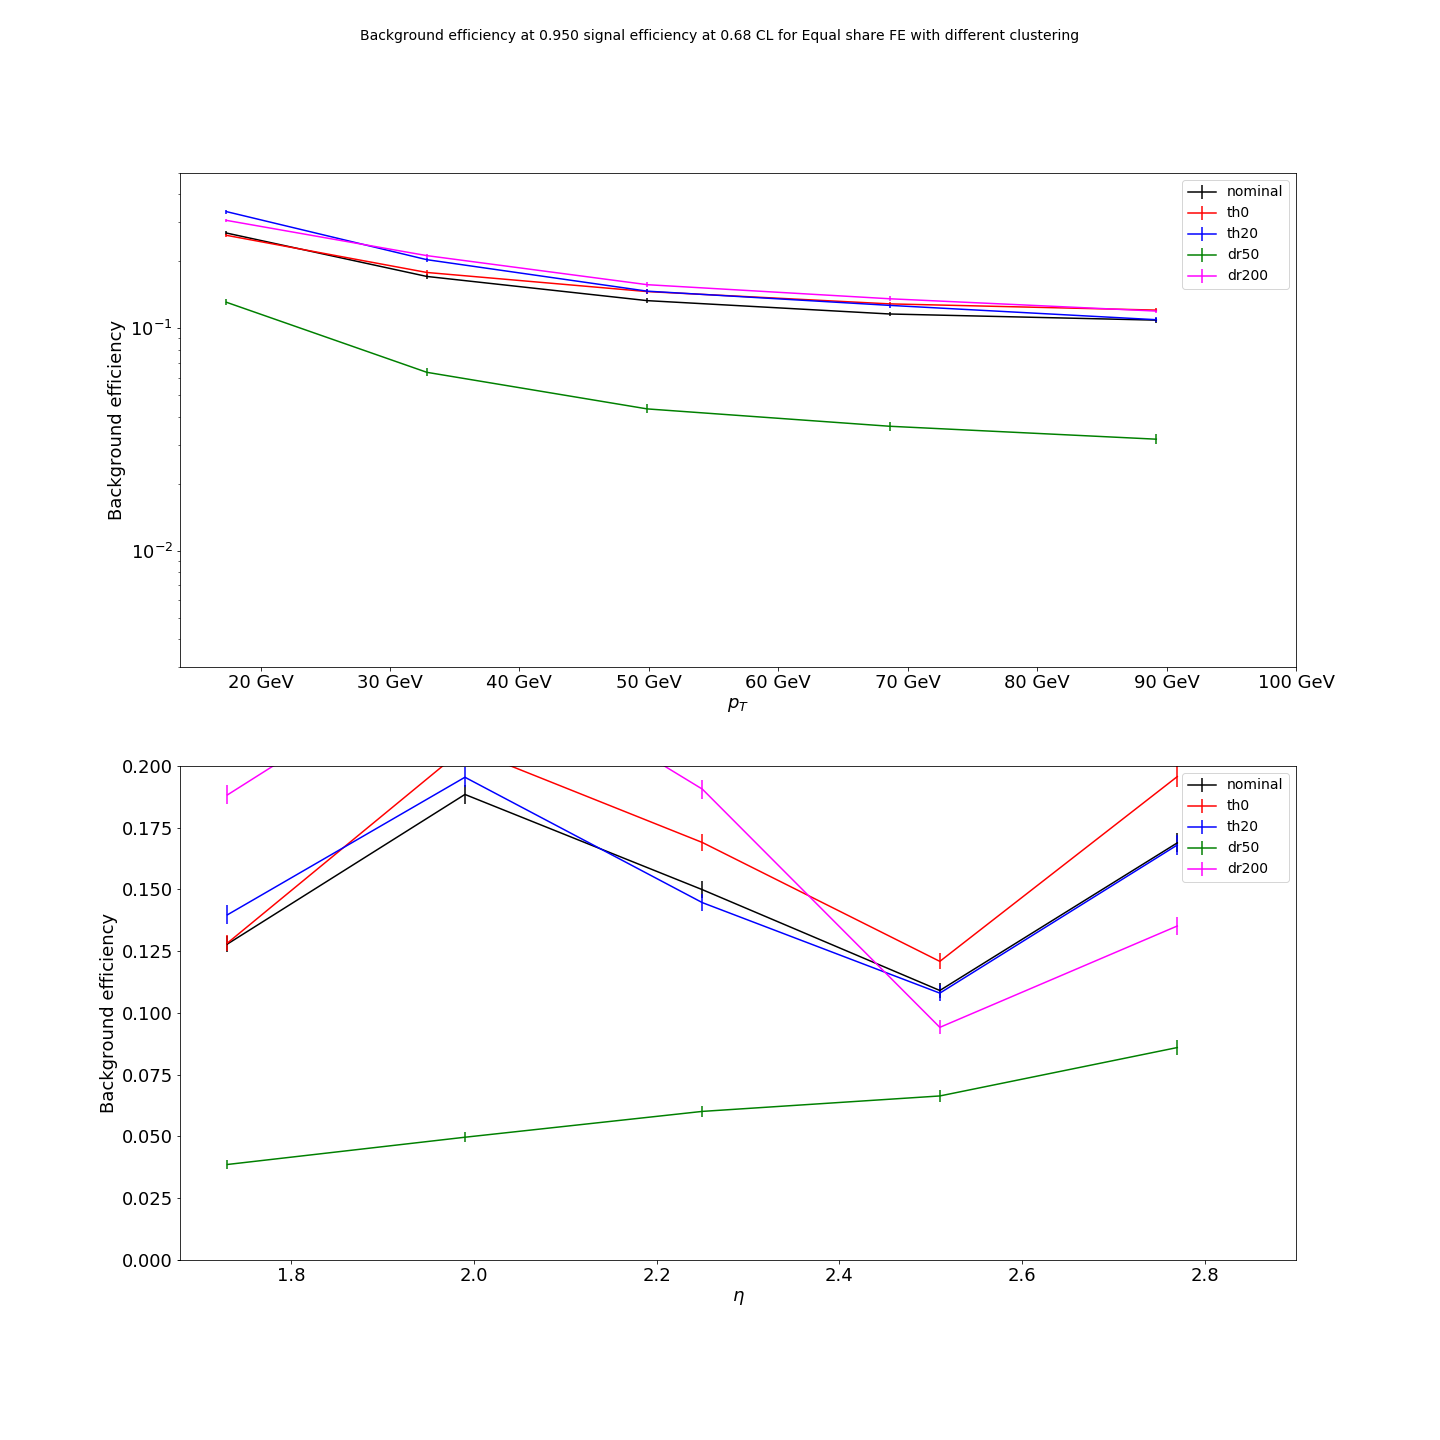 Background efficiency at 0.950 signal efficiency at 0.68 CL for Equal share FE with different clustering
nominal
th0
th20
dr50
dr200
Background efficiency
10⁻¹
10⁻²
20 GeV 30 GeV 40 GeV 50 GeV 60 GeV 70 GeV 80 GeV 90 GeV 100 GeV
p_T
nominal
th0
th20
dr50
dr200
Background efficiency
0.200
0.175
0.150
0.125
0.100
0.075
0.050
0.025
0.000
1.8 2.0 2.2 2.4 2.6 2.8
η